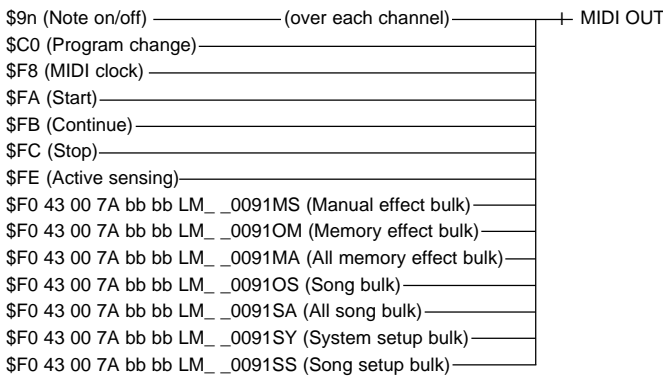 $9n (Note on/off) (over each channel) MIDI OUT
$C0 (Program change)
$F8 (MIDI clock)
$FA (Start)
$FB (Continue)
$FC (Stop)
$FE (Active sensing)
$F0 43 00 7A bb bb LM_ _0091MS (Manual effect bulk)
$F0 43 00 7A bb bb LM_ _0091OM (Memory effect bulk)
$F0 43 00 7A bb bb LM_ _0091MA (All memory effect bulk)
$F0 43 00 7A bb bb LM_ _0091OS (Song bulk)
$F0 43 00 7A bb bb LM_ _0091SA (All song bulk)
$F0 43 00 7A bb bb LM_ _0091SY (System setup bulk)
$F0 43 00 7A bb bb LM_ _0091SS (Song setup bulk)